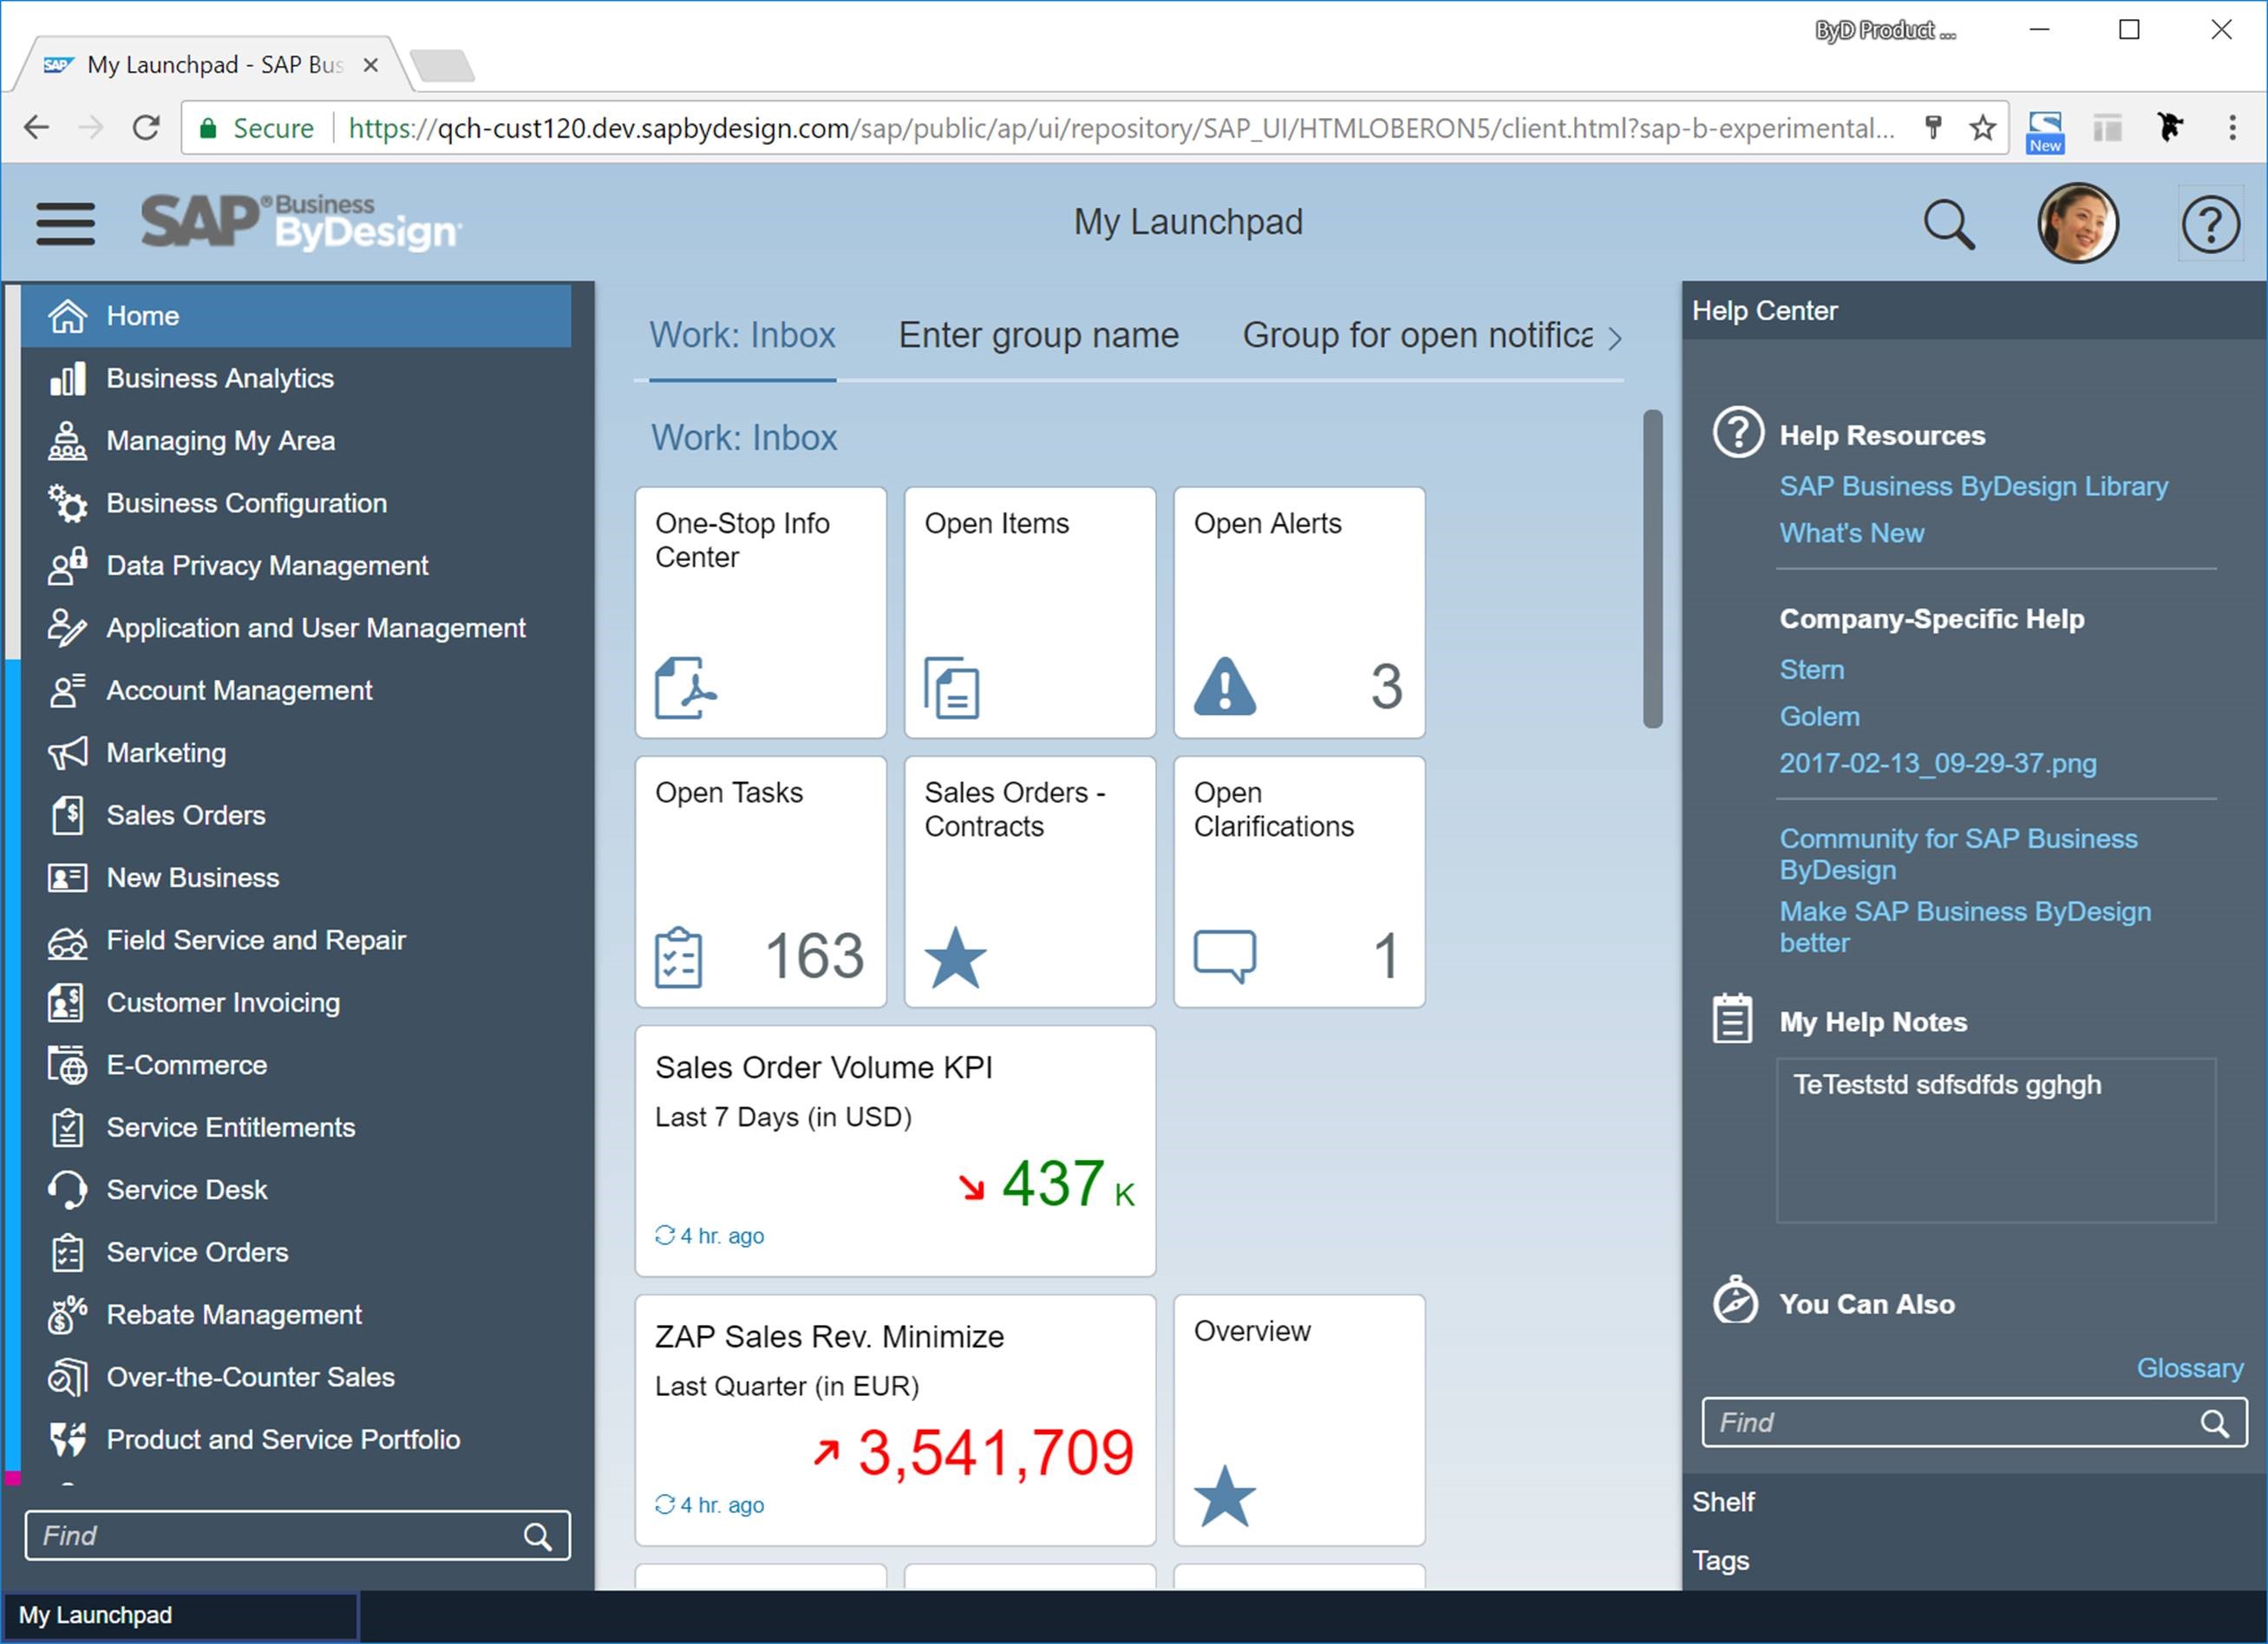 ByD Product ...
SAP My Launchpad - SAP Bus
Secure https://qch-cust120.dev.sapbydesign.com/sap/public/ap/ui/repository/SAP_UI/HTMLOBERON5/client.html?sap-b-experimental...
New
SAP® Business
ByDesign
My Launchpad
?
Home
Business Analytics
Managing My Area
Business Configuration
Data Privacy Management
Application and User Management
Account Management
Marketing
Sales Orders
New Business
Field Service and Repair
Customer Invoicing
E-Commerce
Service Entitlements
Service Desk
Service Orders
Rebate Management
Over-the-Counter Sales
Product and Service Portfolio
Find
Work: Inbox
Enter group name
Group for open notifica
Work: Inbox
One-Stop Info
Center
Open Items
Open Alerts
3
Open Tasks
163
Sales Orders -
Contracts
Open
Clarifications
1
Sales Order Volume KPI
Last 7 Days (in USD)
437 K
4 hr. ago
ZAP Sales Rev. Minimize
Last Quarter (in EUR)
3,541,709
4 hr. ago
Overview
Help Center
? Help Resources
SAP Business ByDesign Library
What's New
Company-Specific Help
Stern
Golem
2017-02-13_09-29-37.png
Community for SAP Business
ByDesign
Make SAP Business ByDesign
better
My Help Notes
TeTeststd sdfsdfds gghgh
You Can Also
Glossary
Find
Shelf
Tags
My Launchpad